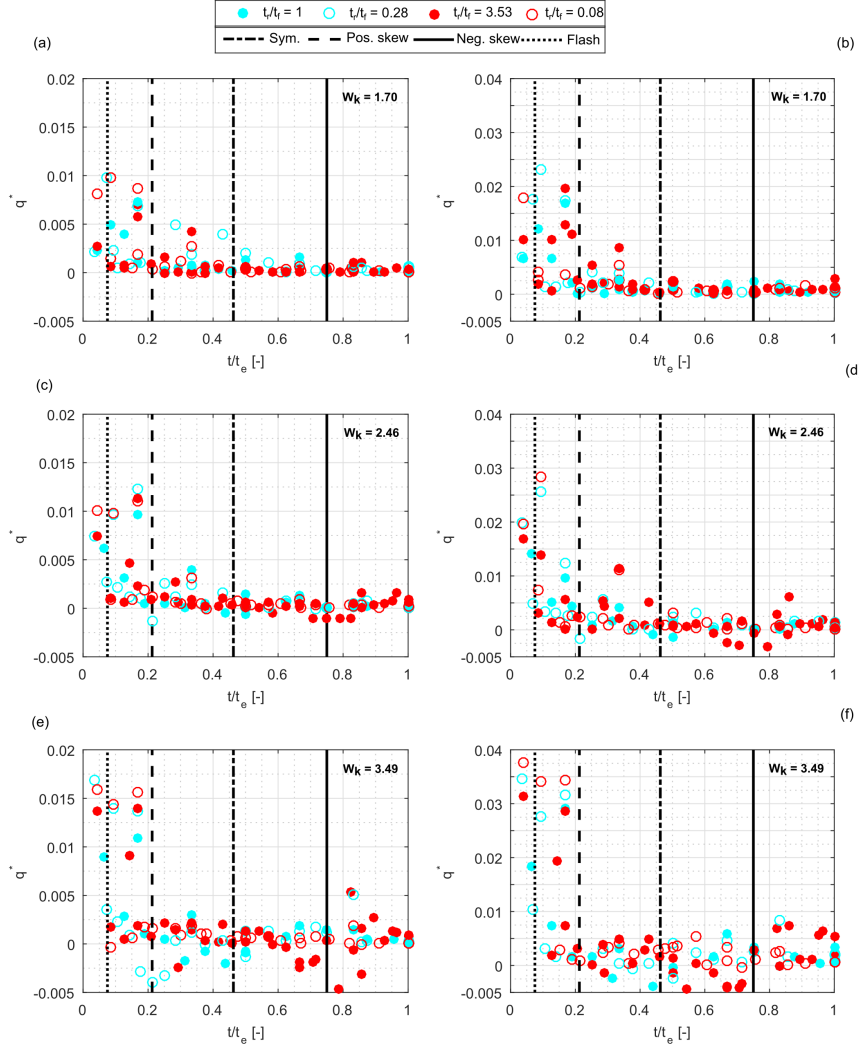 tr/tf = 1 tr/tf = 0.28 tr/tf = 3.53 tr/tf = 0.08
Sym. Pos. skew Neg. skew Flash
(a) (b)
0.02 0.04
Wk = 1.70 Wk = 1.70
0.015 0.03
0.01 0.02
q* q*
0.005 0.01
0 0
-0.005 -0.005
0 0.2 0.4 0.6 0.8 1 0 0.2 0.4 0.6 0.8 1
t/te [-] t/te [-]
(c) (d)
0.02 0.04
Wk = 2.46 Wk = 2.46
0.015 0.03
0.01 0.02
q* q*
0.005 0.01
0 0
-0.005 -0.005
0 0.2 0.4 0.6 0.8 1 0 0.2 0.4 0.6 0.8 1
t/te [-] t/te [-]
(e) (f)
0.02 0.04
Wk = 3.49 Wk = 3.49
0.015 0.03
0.01 0.02
q* q*
0.005 0.01
0 0
-0.005 -0.005
0 0.2 0.4 0.6 0.8 1 0 0.2 0.4 0.6 0.8 1
t/te [-] t/te [-]